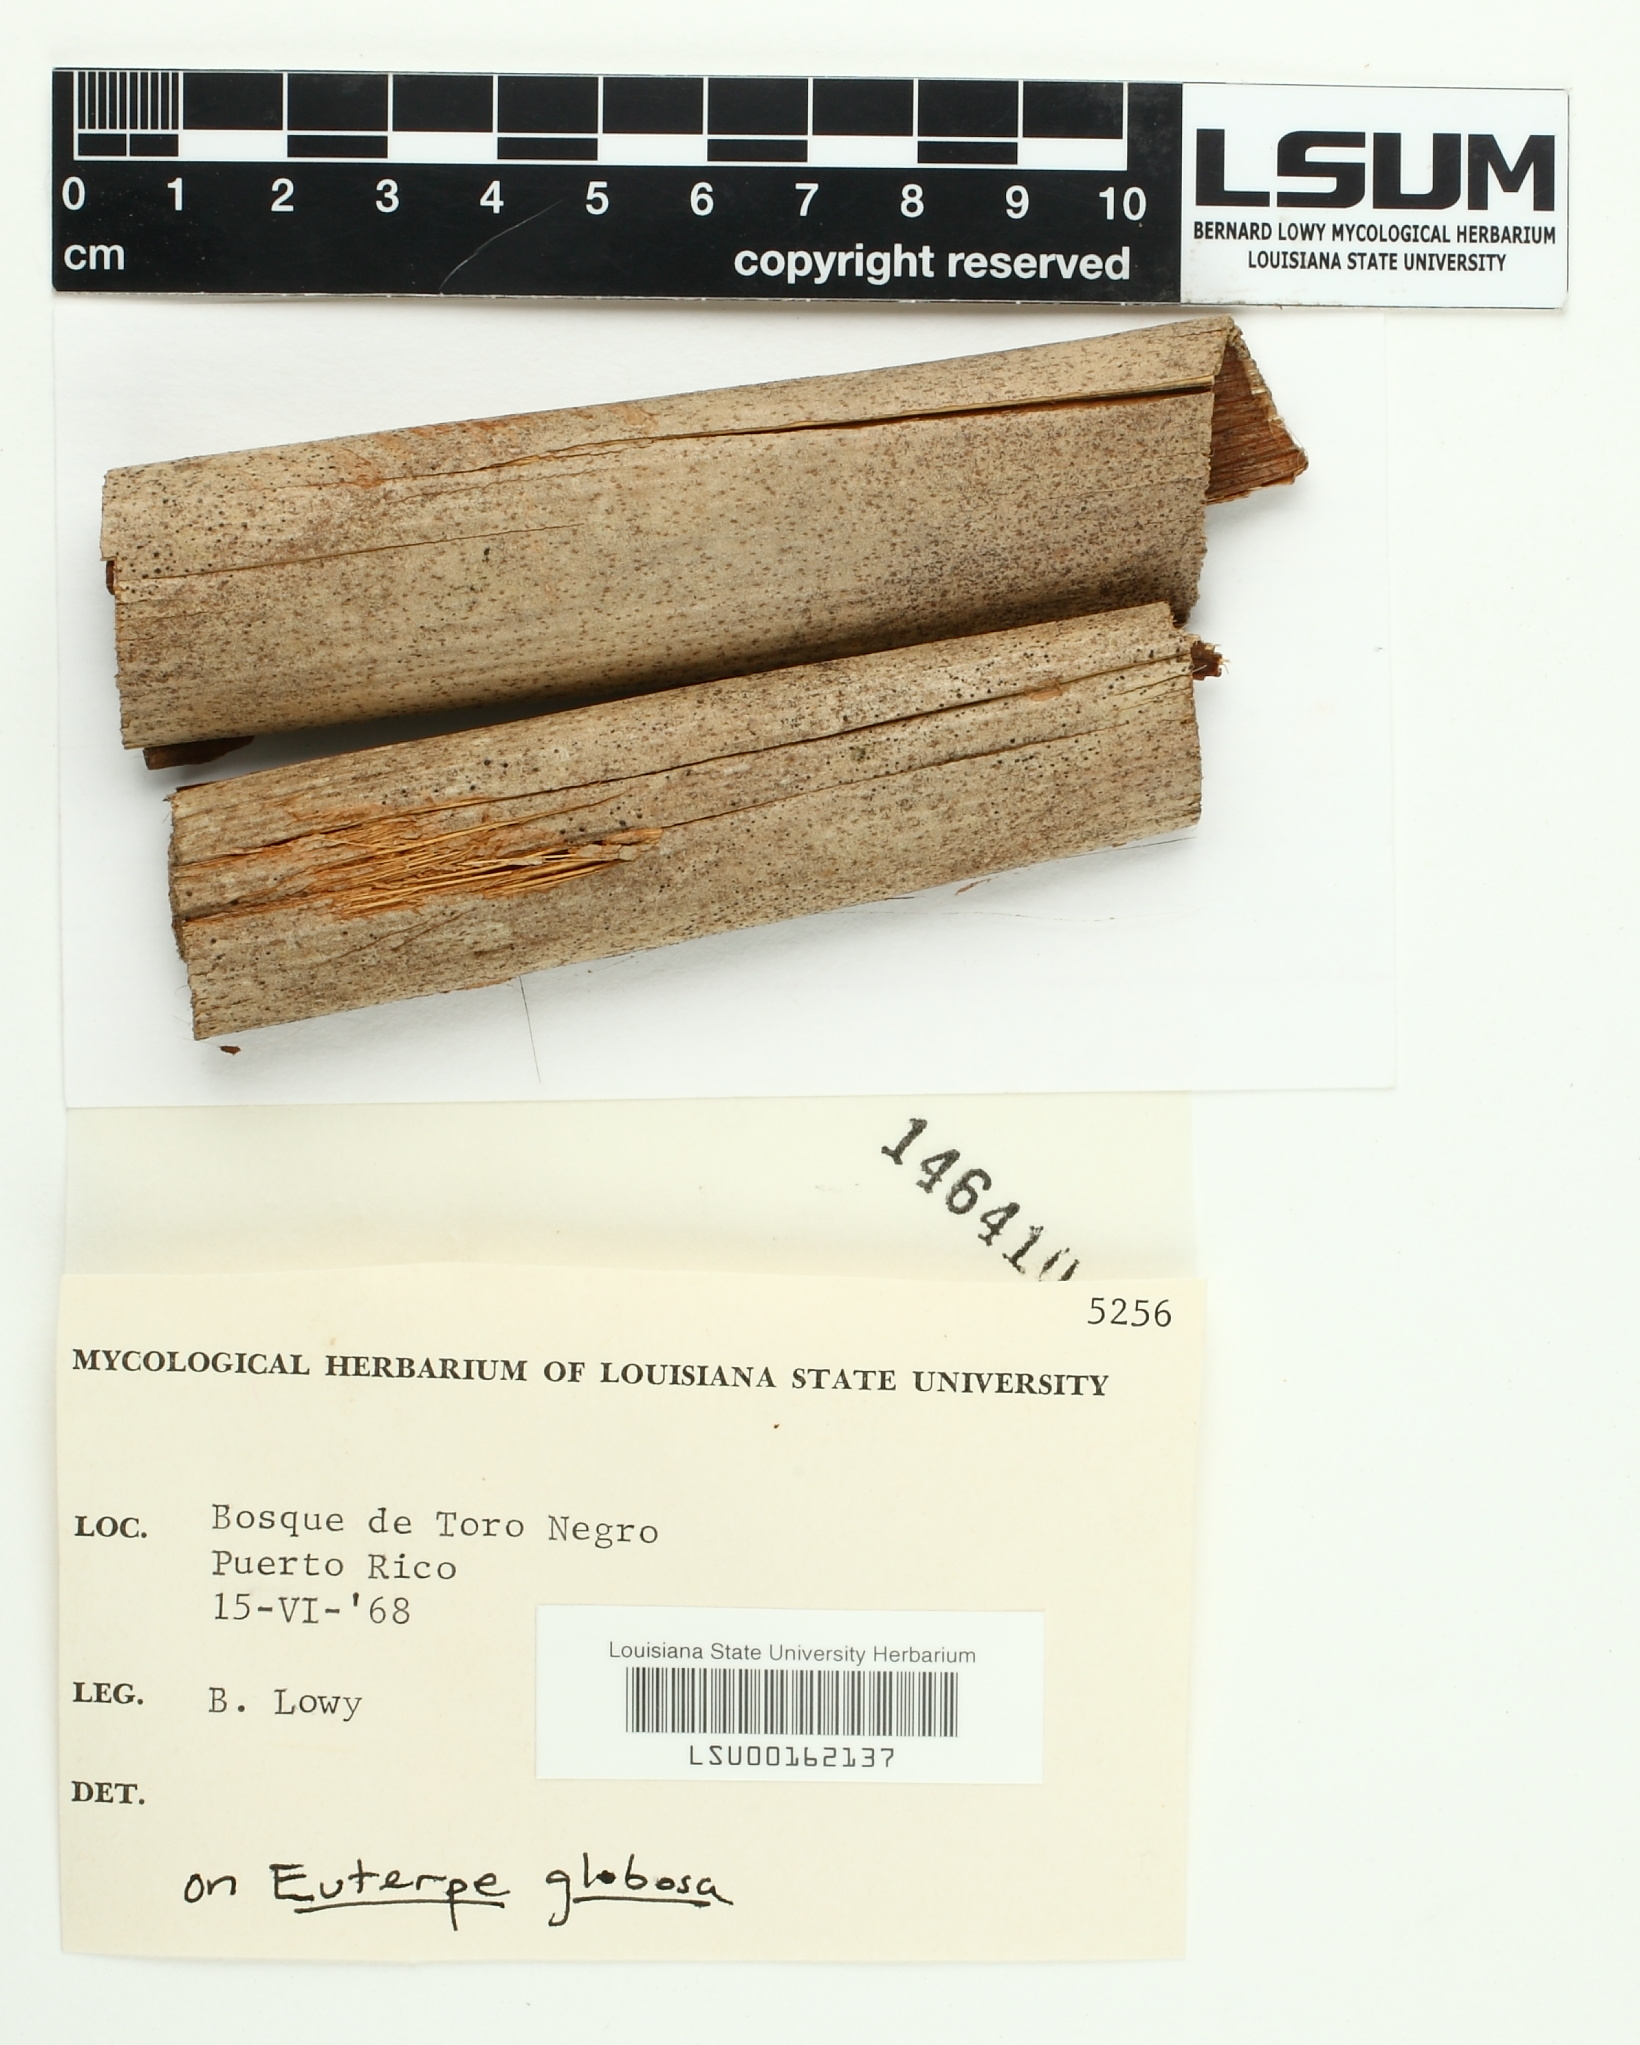 0 1 2 3 4 5 6 7 8 9 10
cm
copyright reserved
LSUM
BERNARD LOWY MYCOLOGICAL HERBARIUM
LOUISIANA STATE UNIVERSITY
146410
5256
MYCOLOGICAL HERBARIUM OF LOUISIANA STATE UNIVERSITY
LOC. Bosque de Toro Negro
Puerto Rico
15-VI-'68
Louisiana State University Herbarium
LSU00162137
LEG. B. Lowy
DET.
on Euterpe globosa